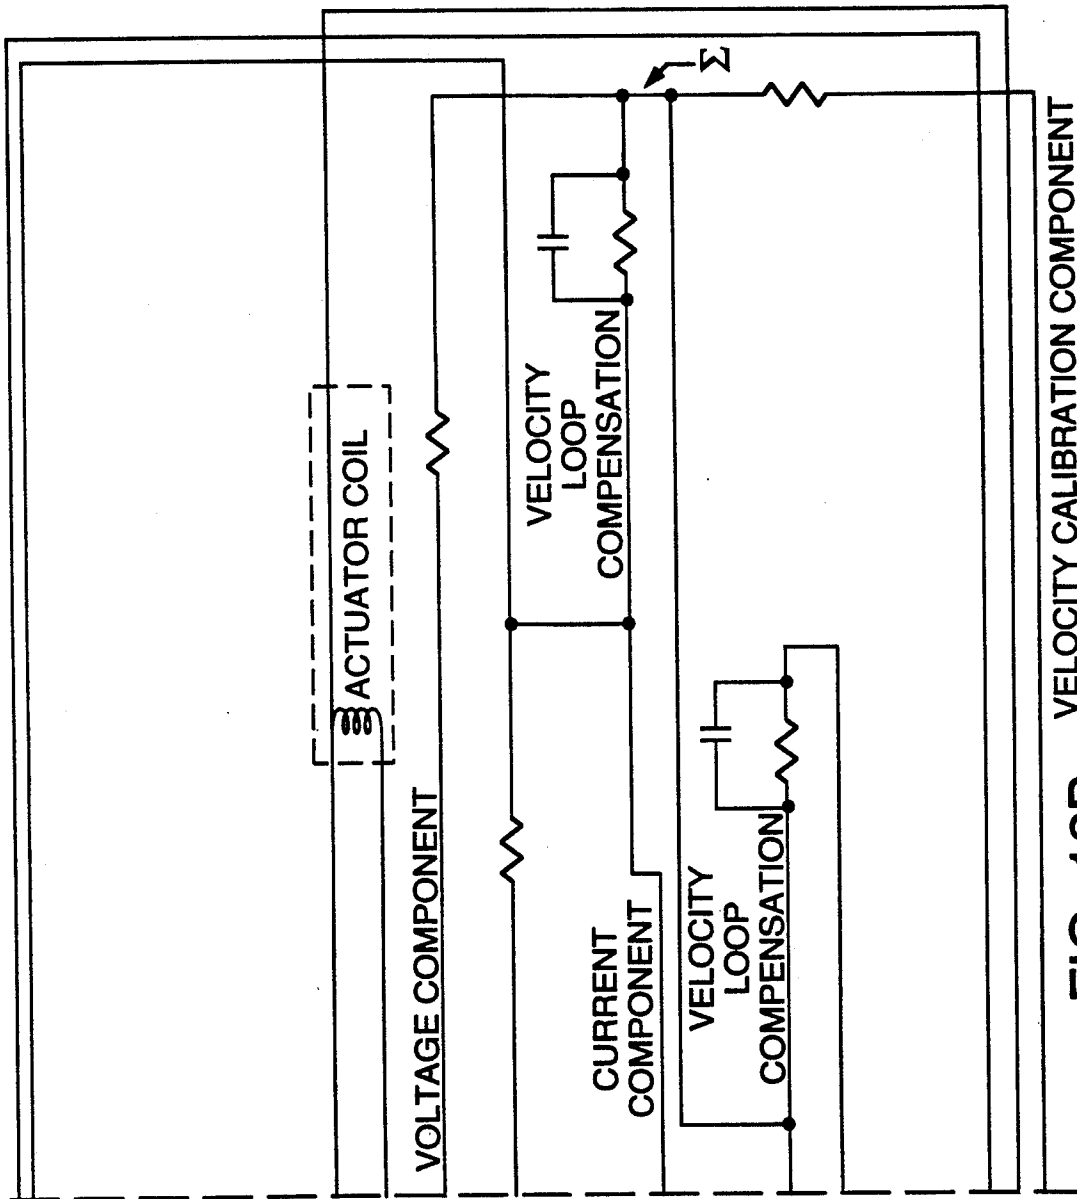 Σ
ACTUATOR COIL
VOLTAGE COMPONENT
VELOCITY
LOOP
COMPENSATION
CURRENT
COMPONENT
VELOCITY
LOOP
COMPENSATION
VELOCITY CALIBRATION COMPONENT